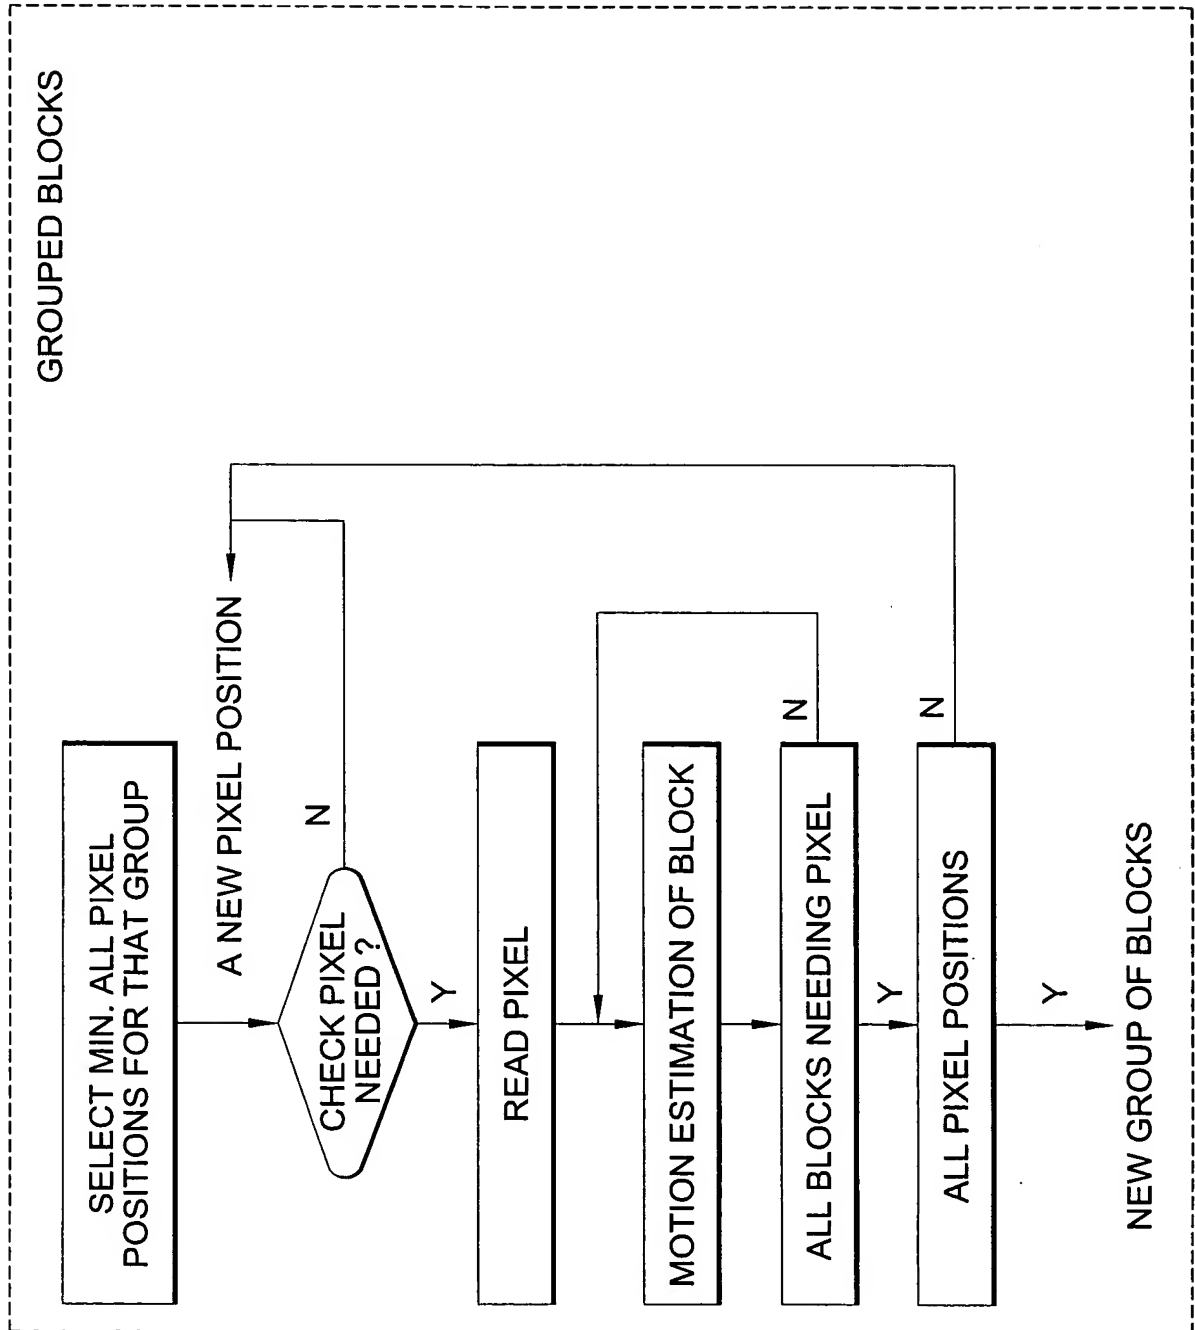 GROUPED BLOCKS
SELECT MIN. ALL PIXEL
POSITIONS FOR THAT GROUP
A NEW PIXEL POSITION
CHECK PIXEL
NEEDED ?
N
Y
READ PIXEL
MOTION ESTIMATION OF BLOCK
ALL BLOCKS NEEDING PIXEL
N
Y
ALL PIXEL POSITIONS
N
Y
NEW GROUP OF BLOCKS